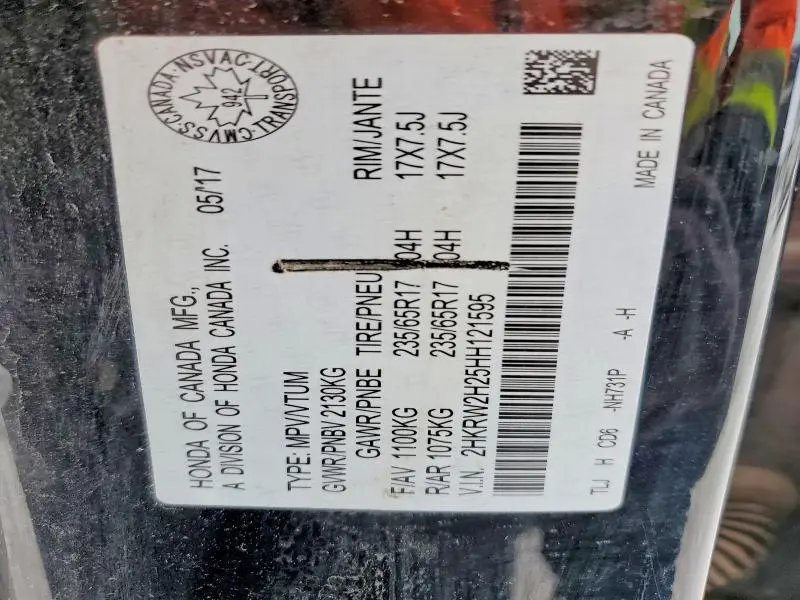 CMVSS·CANADA·NSVAC·TRANSPORT
942
HONDA OF CANADA MFG.,
A DIVISION OF HONDA CANADA INC. 05/'17
TYPE: MPV/VTUM
GVWR/PNBV 2130KG
GAWR/PNBE TIRE/PNEU RIM/JANTE
F/AV 1100KG 235/65R17 04H 17X7.5J
R/AR 1075KG 235/65R17 04H 17X7.5J
V.I.N. 2HKRW2H25HH121595
TLJ H CD6 -NH731P -A -H
MADE IN CANADA